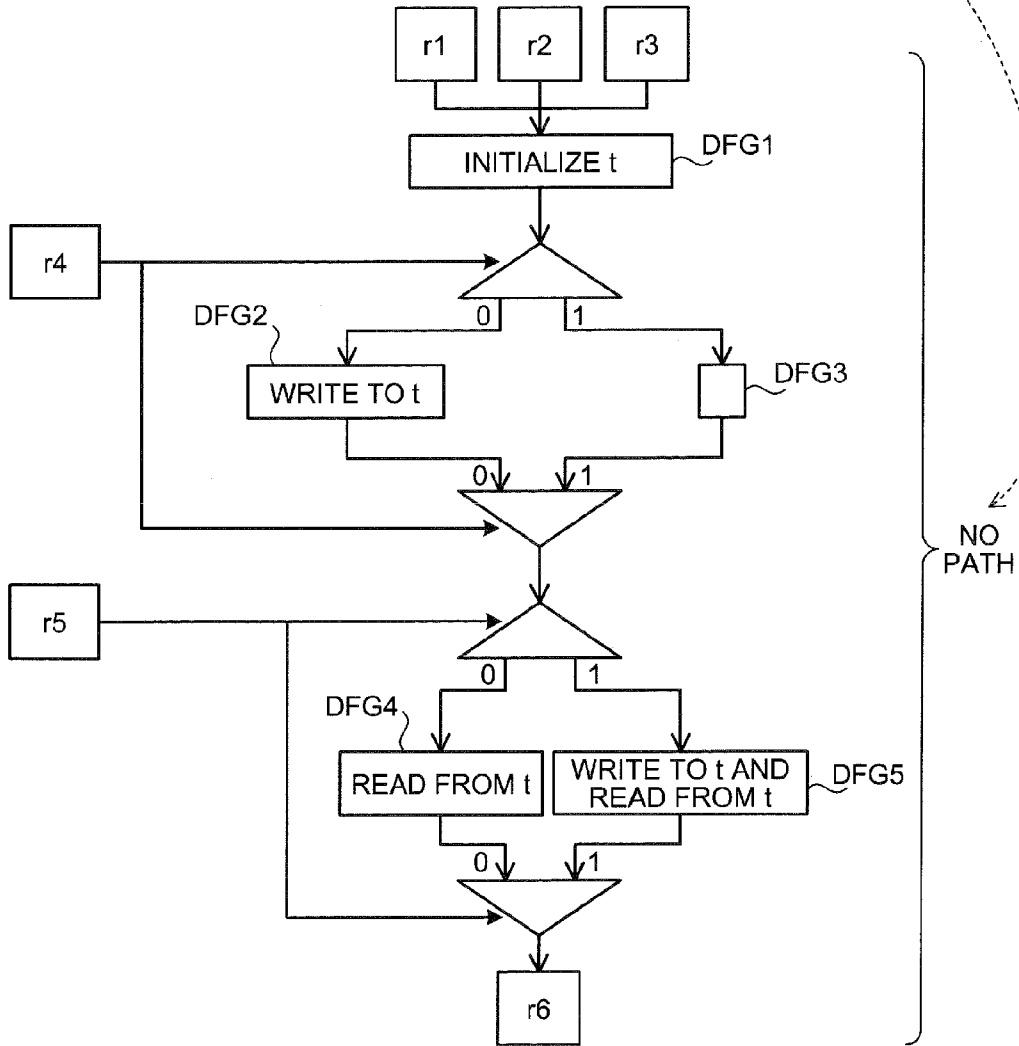 r1
r2
r3
INITIALIZE t
DFG1
r4
0
1
DFG2
WRITE TO t
DFG3
0
1
NO
PATH
r5
0
1
DFG4
READ FROM t
WRITE TO t AND
READ FROM t
DFG5
0
1
r6